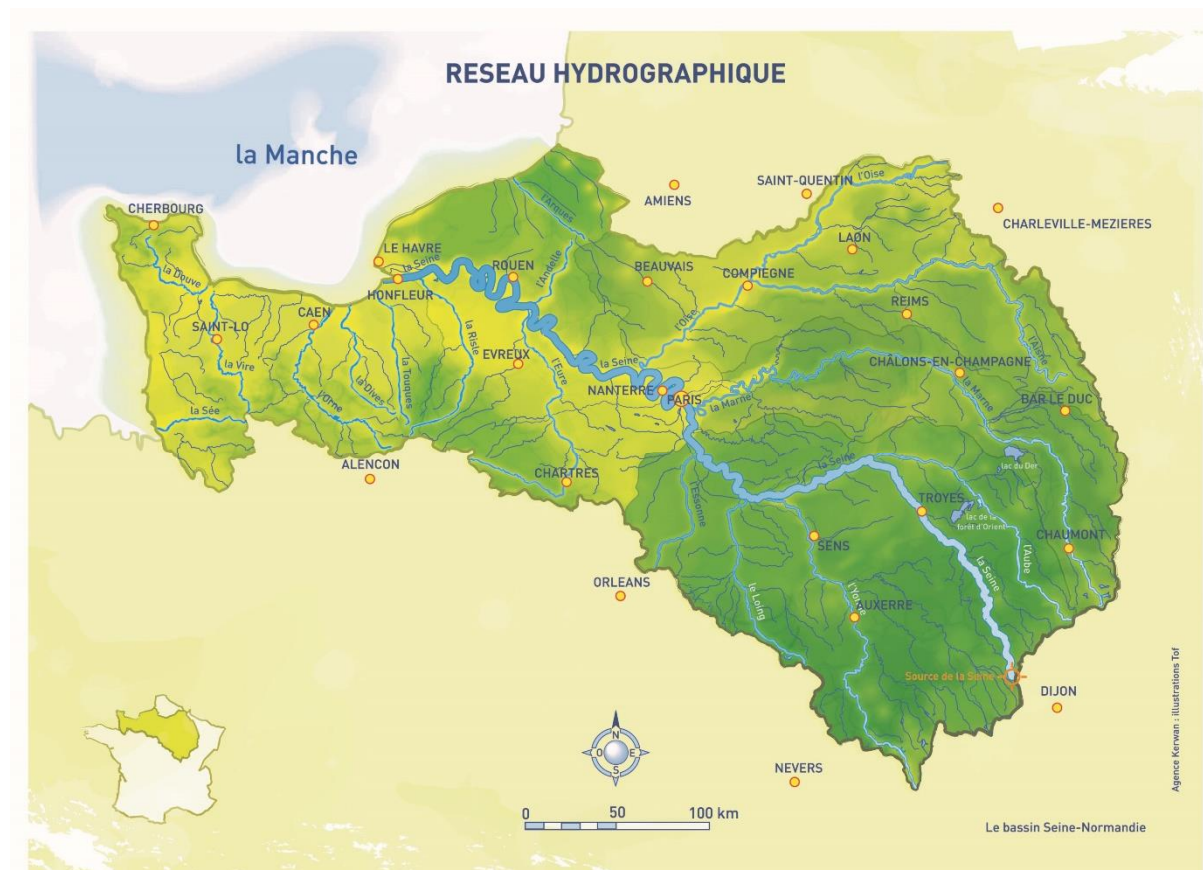 RESEAU HYDROGRAPHIQUE
la Manche
SAINT-QUENTIN
l'Oise
AMIENS
CHARLEVILLE-MEZIERES
CHERBOURG
l'Arques
LAON
LE HAVRE
la Seine
ROUEN
l'Andelle
BEAUVAIS
COMPIEGNE
la Douve
HONFLEUR
REIMS
CAEN
SAINT-LO
l'Oise
la Risle
l'Aisne
EVREUX
l'Eure
la Seine
CHÂLONS-EN-CHAMPAGNE
la Vire
la Touques
la Dives
l'Orne
NANTERRE
PARIS
la Marne
la Marne
BAR LE DUC
la Sée
ALENCON
CHARTRES
l'Essonne
la Seine
lac du Der
TROYES
lac de la
forêt d'Orient
SENS
CHAUMONT
l'Aube
ORLEANS
le Loing
l'Yonne
AUXERRE
la Seine
Source de la Seine
DIJON
N
O
E
S
NEVERS
0
50
100 km
Le bassin Seine-Normandie
Agence Kerwan : illustrations Tof